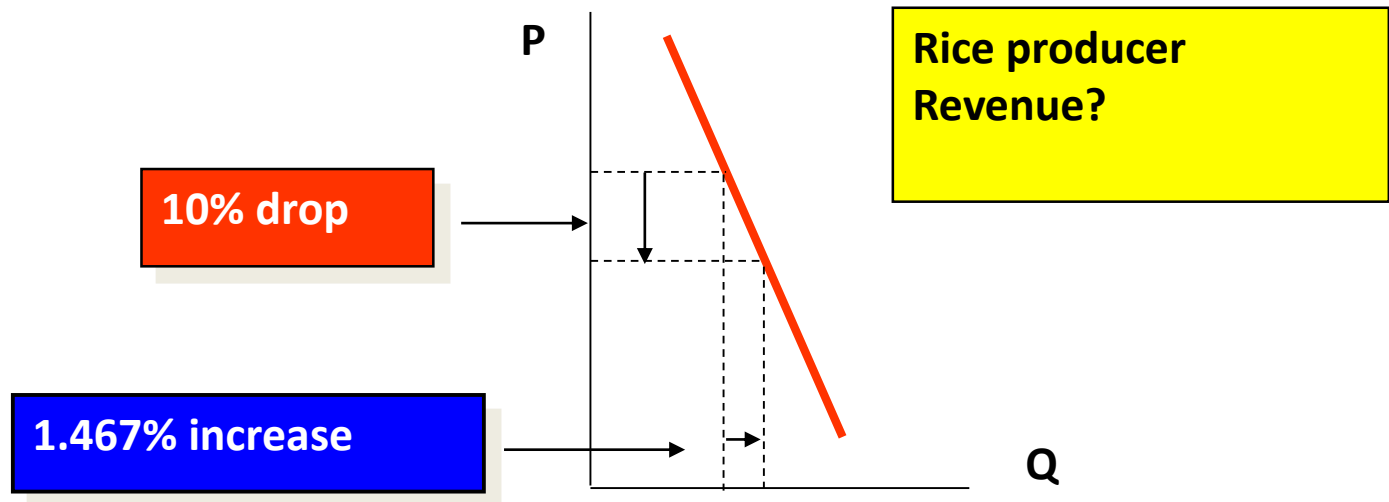 P
Rice producer
Revenue?
10% drop
1.467% increase
Q